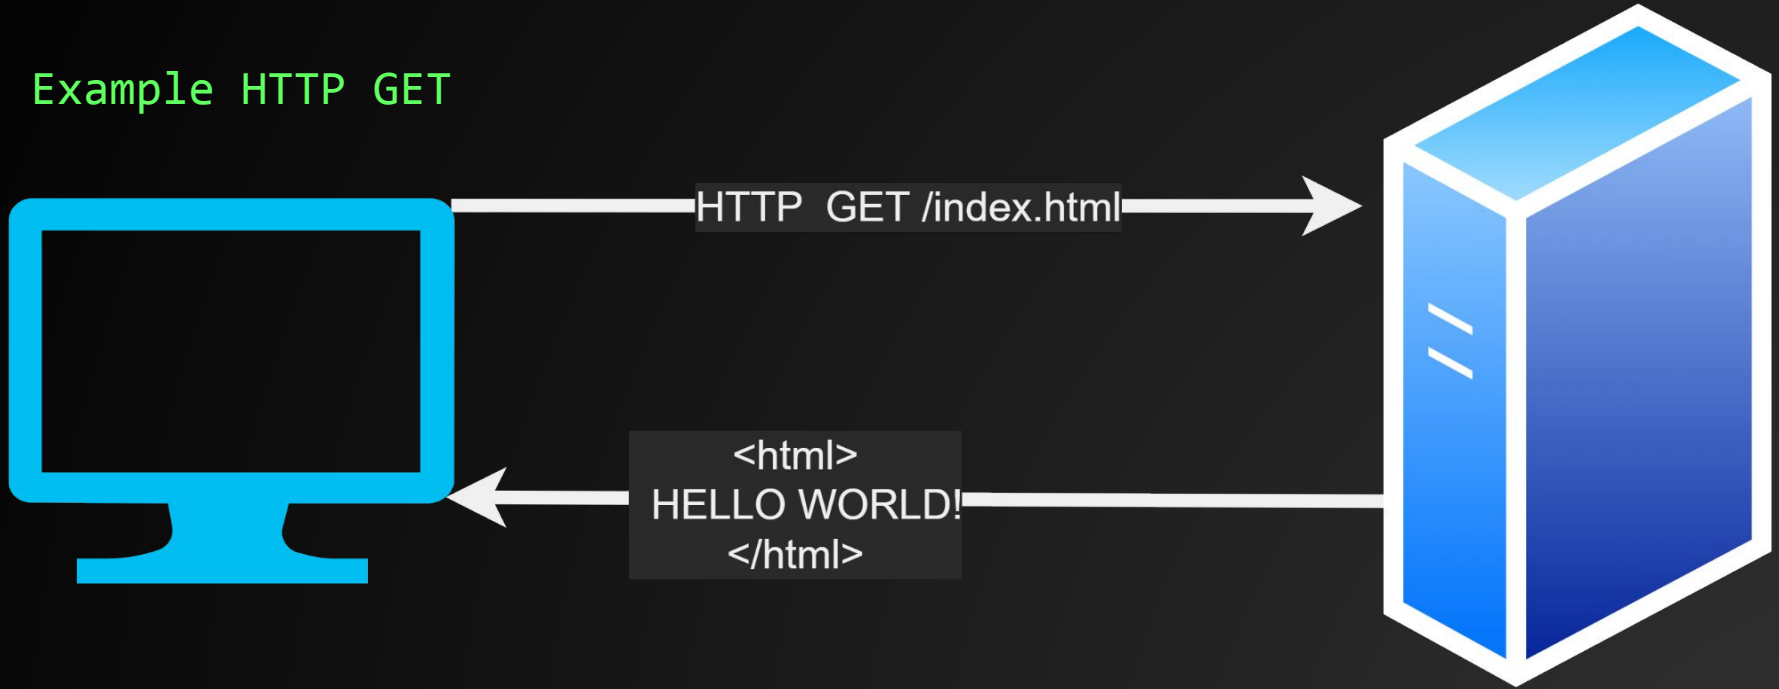 Example HTTP GET
HTTP  GET /index.html
<html>
HELLO WORLD!
</html>